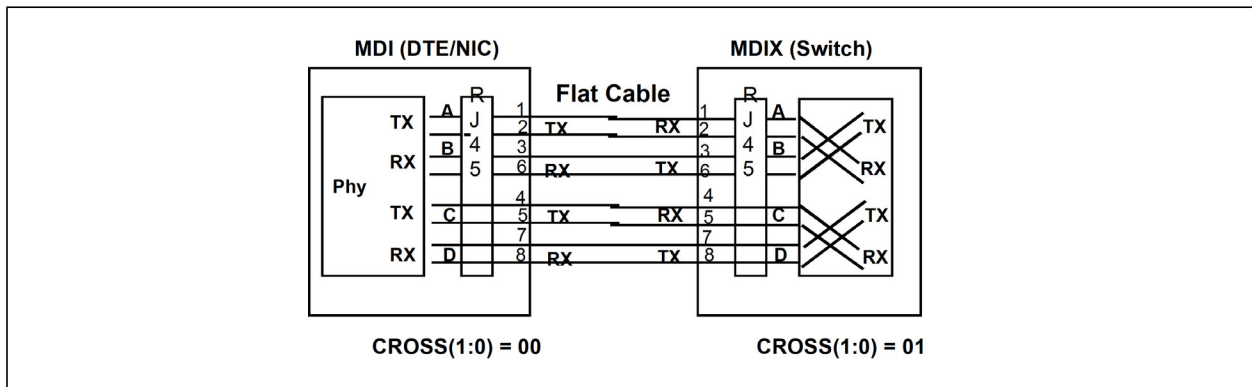 MDI (DTE/NIC)
MDIX (Switch)
Flat Cable
R
J
4
5
R
J
4
5
Phy
TX
RX
TX
RX
A
B
C
D
1
2
3
6
4
5
7
8
TX
RX
TX
RX
RX
TX
RX
TX
1
2
3
6
4
5
7
8
A
B
C
D
TX
RX
TX
RX
CROSS(1:0) = 00
CROSS(1:0) = 01